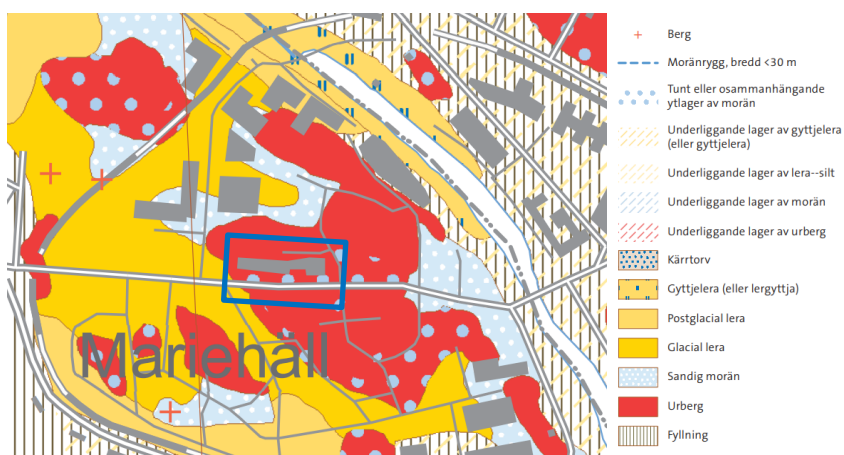 Mariehäll
Berg
Moränrygg, bredd <30 m
Tunt eller osammanhängande
ytlager av morän
Underliggande lager av gyttjelera
(eller gyttjelera)
Underliggande lager av lera--silt
Underliggande lager av morän
Underliggande lager av urberg
Kärrtorv
Gyttjelera (eller lergyttja)
Postglacial lera
Glacial lera
Sandig morän
Urberg
Fyllning